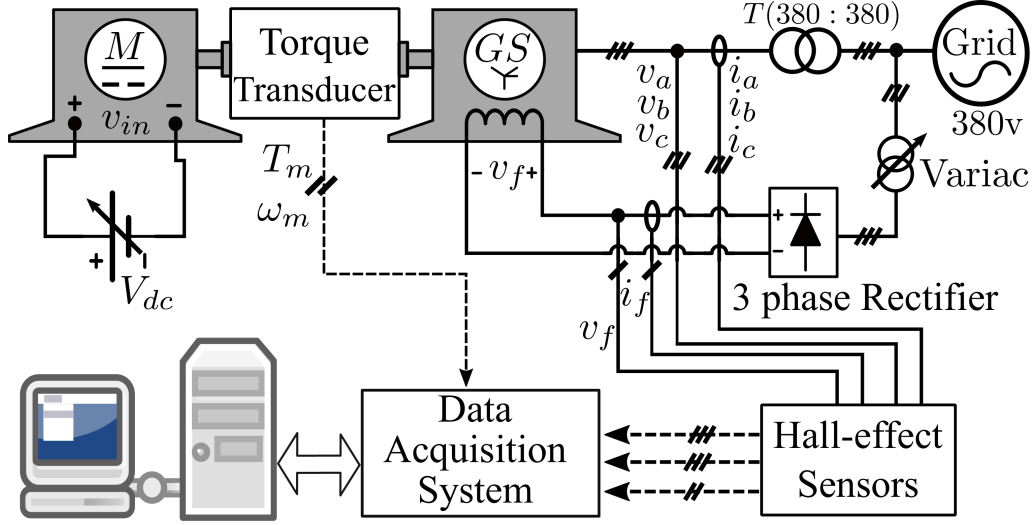 M
+ -
v_in
+ -
V_dc
Torque
Transducer
T_m
ω_m
GS
- v_f +
v_a
v_b
v_c
i_a
i_b
i_c
T(380 : 380)
Grid
380v
Variac
+
-
3 phase Rectifier
i_f
v_f
Data
Acquisition
System
Hall-effect
Sensors